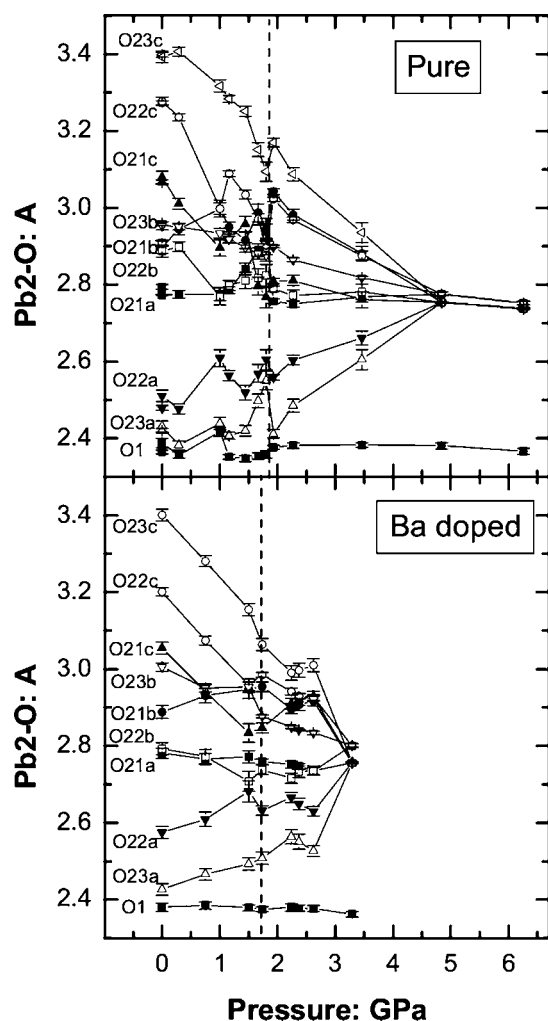 Pure
Pb2-O: A
3.4
3.2
3.0
2.8
2.6
2.4
O23c
O22c
O21c
O23b
O21b
O22b
O21a
O22a
O23a
O1
Ba doped
Pb2-O: A
3.4
3.2
3.0
2.8
2.6
2.4
O23c
O22c
O21c
O23b
O21b
O22b
O21a
O22a
O23a
O1
0 1 2 3 4 5 6
Pressure: GPa